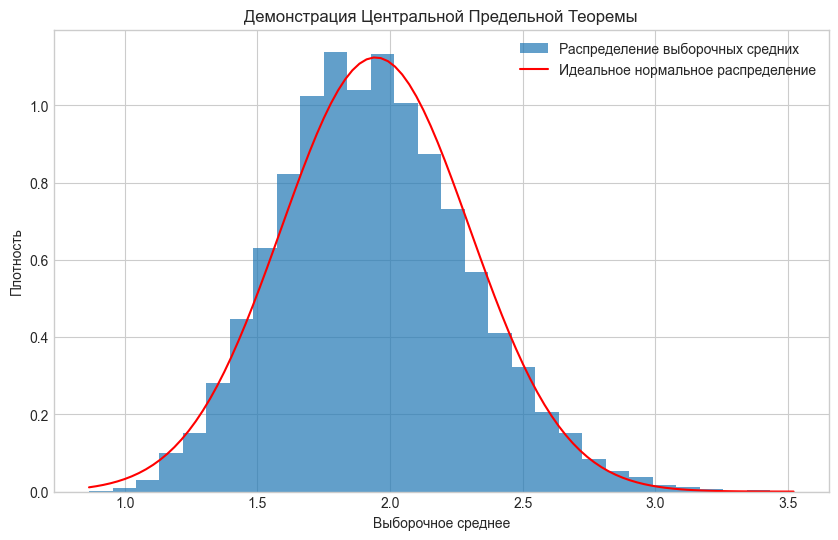 Демонстрация Центральной Предельной Теоремы
Распределение выборочных средних
Идеальное нормальное распределение
Плотность
1.0
0.8
0.6
0.4
0.2
0.0
1.0 1.5 2.0 2.5 3.0 3.5
Выборочное среднее